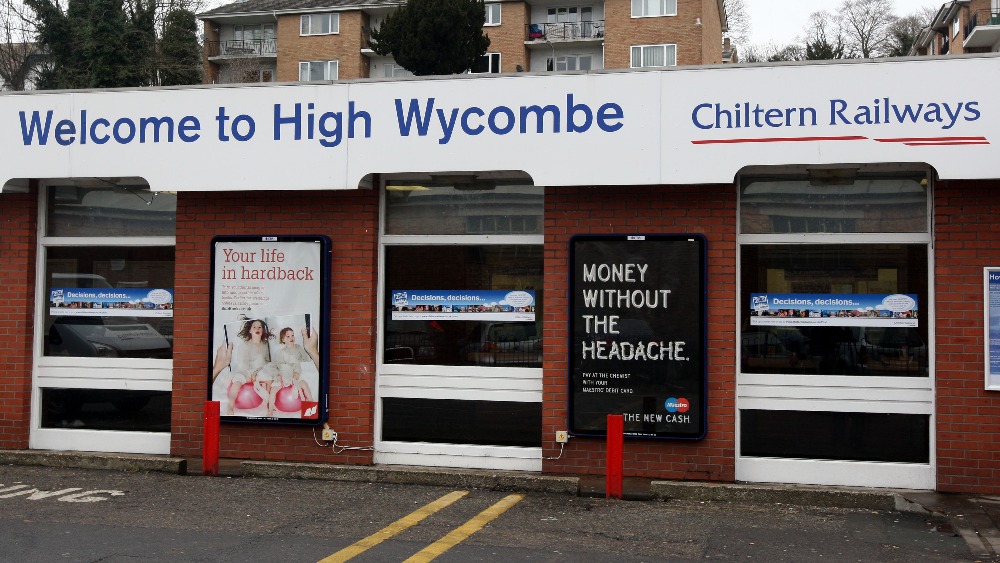 Welcome to High Wycombe
Chiltern Railways
Your life
in hardback
Decisions, decisions...
Decisions, decisions...
MONEY
WITHOUT
THE
HEADACHE.
PAY AT THE CHEMIST
WITH YOUR
MAESTRO DEBIT CARD
Maestro
THE NEW CASH
Decisions, decisions...